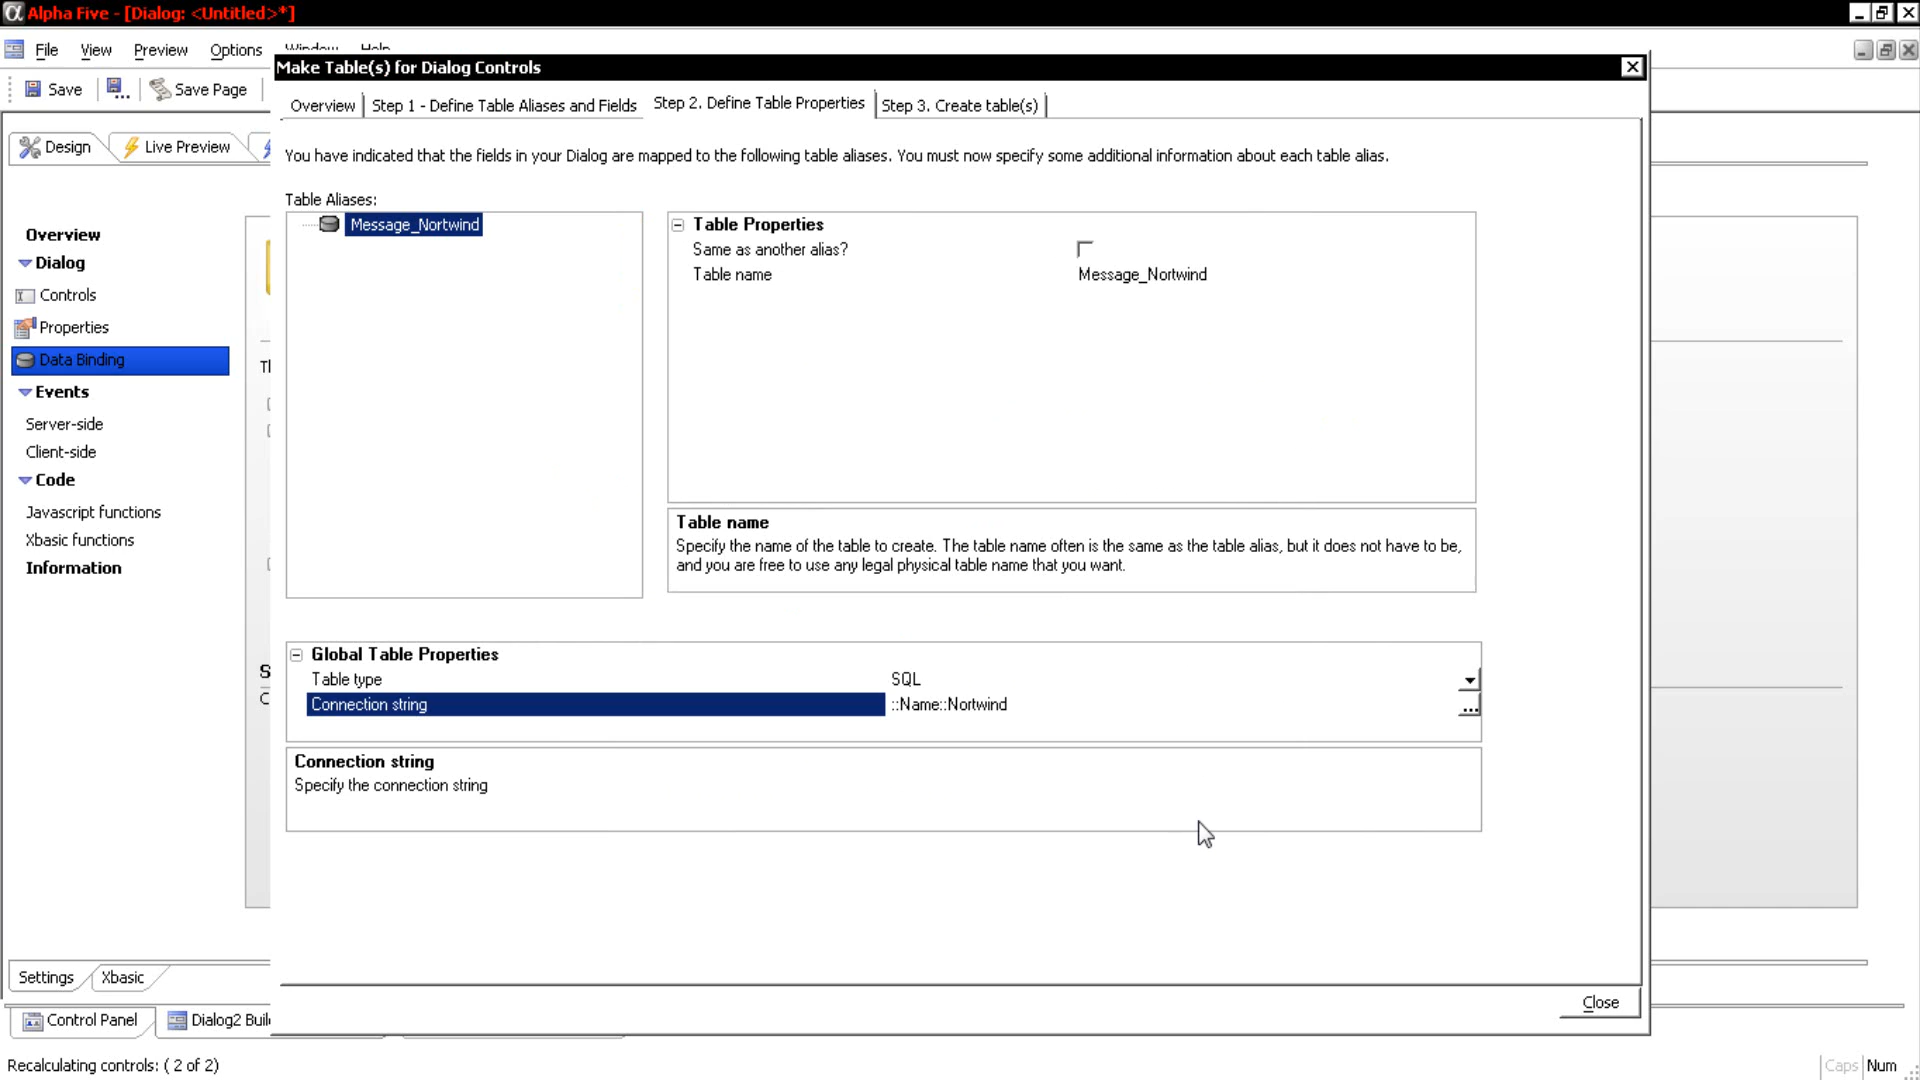 Alpha Five - [Dialog: <Untitled>*]
File View Preview Options Window Help
Save Save Page
Design Live Preview
Make Table(s) for Dialog Controls
Overview Step 1 - Define Table Aliases and Fields Step 2. Define Table Properties Step 3. Create table(s)
You have indicated that the fields in your Dialog are mapped to the following table aliases. You must now specify some additional information about each table alias.
Table Aliases:
Message_Nortwind
Table Properties
Same as another alias?
Table name Message_Nortwind
Table name
Specify the name of the table to create. The table name often is the same as the table alias, but it does not have to be,
and you are free to use any legal physical table name that you want.
Global Table Properties
Table type SQL
Connection string ::Name::Nortwind
...
Connection string
Specify the connection string
Close
Overview
Dialog
Controls
Properties
Data Binding
Events
Server-side
Client-side
Code
Javascript functions
Xbasic functions
Information
Th
S
C
Settings Xbasic
Control Panel Dialog2 Buil
Recalculating controls: ( 2 of 2)
Caps Num